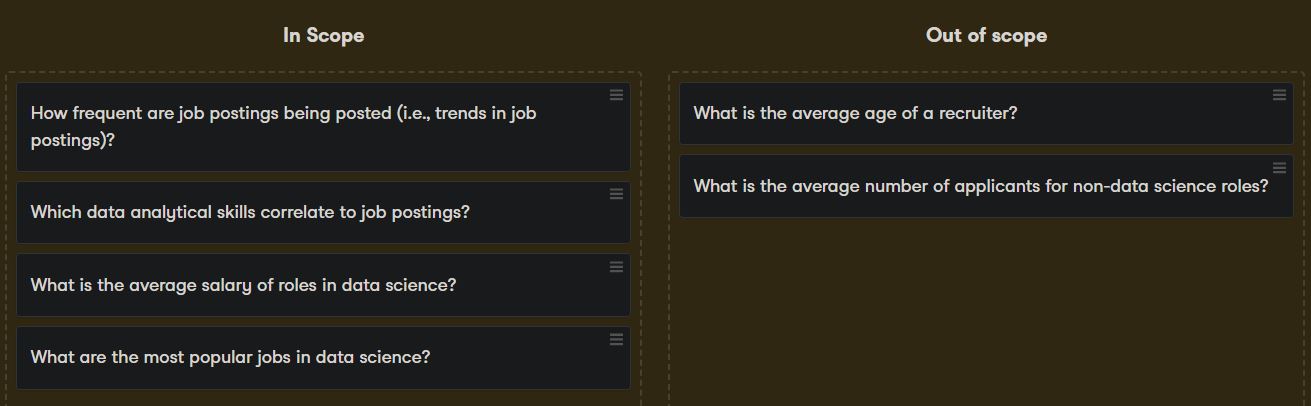 In Scope
How frequent are job postings being posted (i.e., trends in job
postings)?
Which data analytical skills correlate to job postings?
What is the average salary of roles in data science?
What are the most popular jobs in data science?
Out of scope
What is the average age of a recruiter?
What is the average number of applicants for non-data science roles?